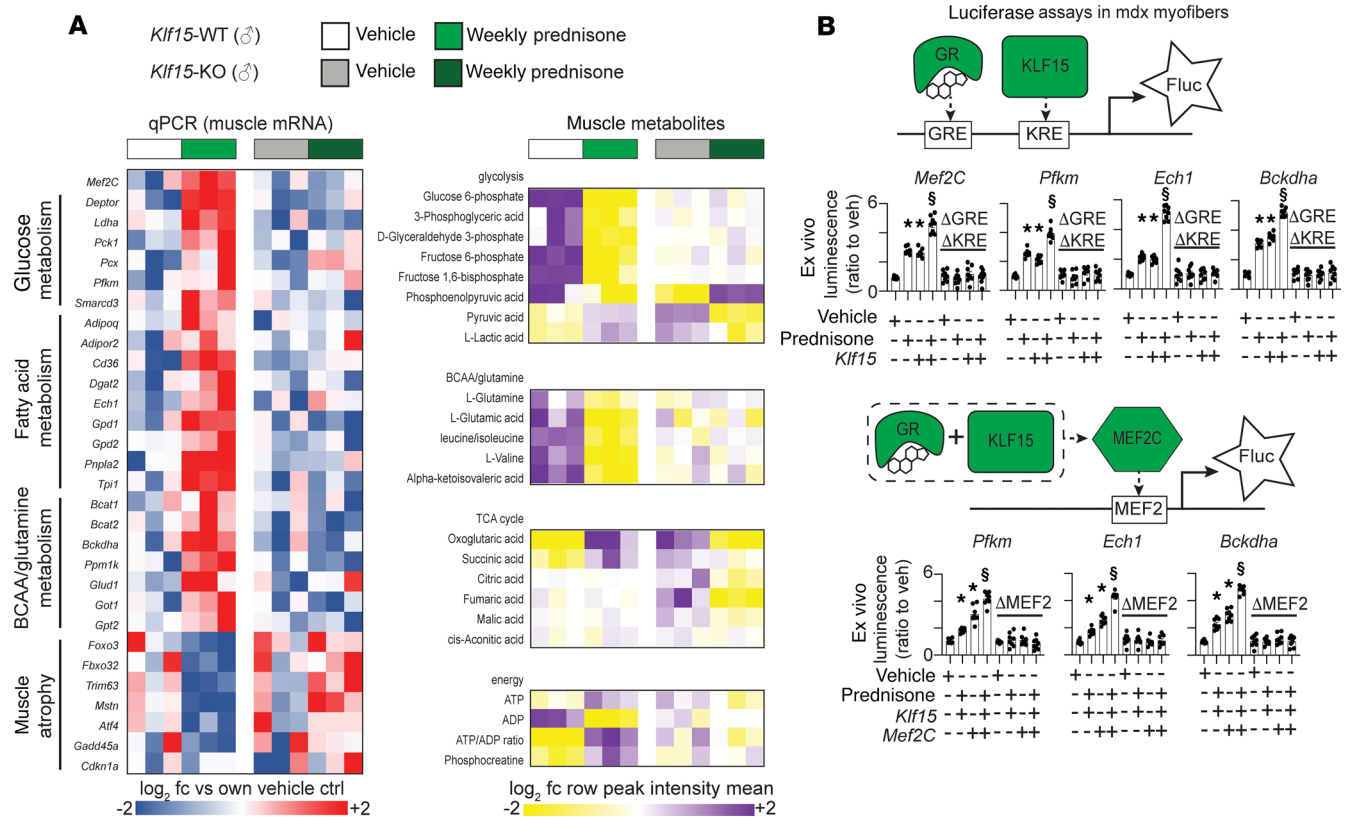 A
Klf15-WT (♂)
Vehicle
Weekly prednisone
Klf15-KO (♂)
Vehicle
Weekly prednisone
qPCR (muscle mRNA)
Glucose
metabolism
Fatty acid
metabolism
BCAA/glutamine
metabolism
Muscle
atrophy
Mef2C
Deptor
Ldha
Pck1
Pcx
Pfkm
Smarcd3
Adipoq
Adipor2
Cd36
Dgat2
Ech1
Gpd1
Gpd2
Pnpla2
Tpi1
Bcat1
Bcat2
Bckdha
Ppm1k
Glud1
Got1
Gpt2
Foxo3
Fbxo32
Trim63
Mstn
Atf4
Gadd45a
Cdkn1a
log2 fc vs own vehicle ctrl
-2 +2
Muscle metabolites
glycolysis
Glucose 6-phosphate
3-Phosphoglyceric acid
D-Glyceraldehyde 3-phosphate
Fructose 6-phosphate
Fructose 1,6-bisphosphate
Phosphoenolpyruvic acid
Pyruvic acid
L-Lactic acid
BCAA/glutamine
L-Glutamine
L-Glutamic acid
leucine/isoleucine
L-Valine
Alpha-ketoisovaleric acid
TCA cycle
Oxoglutaric acid
Succinic acid
Citric acid
Fumaric acid
Malic acid
cis-Aconitic acid
energy
ATP
ADP
ATP/ADP ratio
Phosphocreatine
log2 fc row peak intensity mean
-2 +2
B
Luciferase assays in mdx myofibers
GR
KLF15
Fluc
GRE
KRE
Mef2C
Pfkm
Ech1
Bckdha
Ex vivo
luminescence
(ratio to veh)
6
0
* * §
ΔGRE
ΔKRE
* * §
ΔGRE
ΔKRE
* * §
ΔGRE
ΔKRE
* * §
ΔGRE
ΔKRE
Vehicle + - - - + - - - + - - - + - - - + - - - + - - - + - - - + - - -
Prednisone - + - + - + - + - + - + - + - + - + - + - + - + - + - + - + - +
Klf15 - - + + - - + + - - + + - - + + - - + + - - + + - - + + - - + +
GR
+
KLF15
MEF2C
Fluc
MEF2
Pfkm
Ech1
Bckdha
Ex vivo
luminescence
(ratio to veh)
6
0
* * §
ΔMEF2
* * §
ΔMEF2
* * §
ΔMEF2
Vehicle + - - - + - - - + - - - + - - - + - - - + - - -
Prednisone - + - + - + - + - + - + - + - + - + - + - + - +
Klf15 - + - + - + - + - + - + - + - + - + - + - + - +
Mef2C - - + + - - + + - - + + - - + + - - + + - - + +